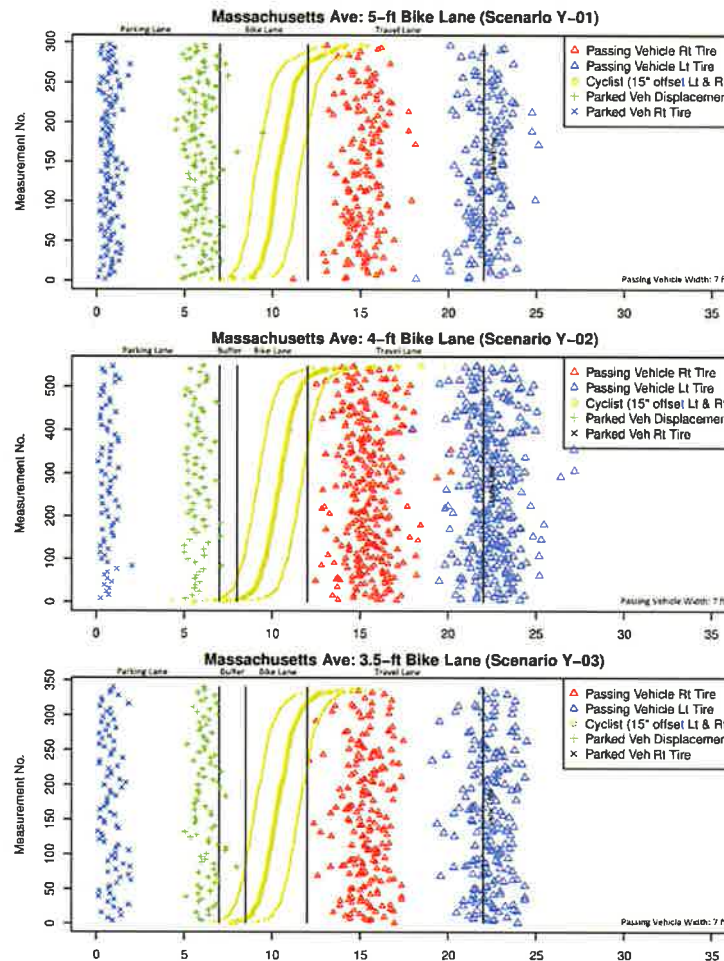 Massachusetts Ave: 5-ft Bike Lane (Scenario Y-01)
Parking Lane Bike Lane Travel Lane
Measurement No.
300
250
200
150
100
50
0
Passing Vehicle Rt Tire
Passing Vehicle Lt Tire
Cyclist (15" offset Lt & R
Parked Veh Displacemen
Parked Veh Rt Tire
Passing Vehicle Width: 7 f
0 5 10 15 20 25 30 35
Massachusetts Ave: 4-ft Bike Lane (Scenario Y-02)
Parking Lane Buffer Bike Lane Travel Lane
Measurement No.
500
400
300
200
100
0
Passing Vehicle Rt Tire
Passing Vehicle Lt Tire
Cyclist (15" offset Lt & R
Parked Veh Displacemen
Parked Veh Rt Tire
Passing Vehicle Width: 7 f
0 5 10 15 20 25 30 35
Massachusetts Ave: 3.5-ft Bike Lane (Scenario Y-03)
Parking Lane Buffer Bike Lane Travel Lane
Measurement No.
350
300
250
200
150
100
50
0
Passing Vehicle Rt Tire
Passing Vehicle Lt Tire
Cyclist (15" offset Lt & R
Parked Veh Displacemen
Parked Veh Rt Tire
Passing Vehicle Width: 7 f
0 5 10 15 20 25 30 35